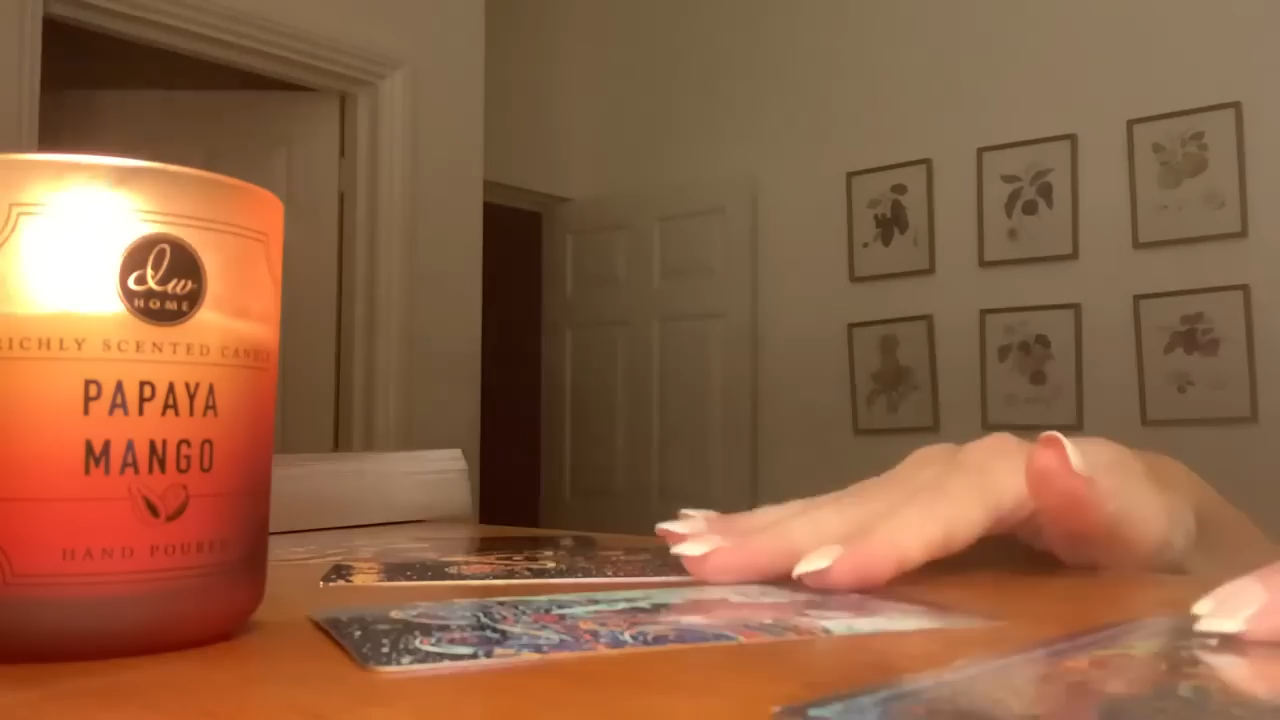 dw
HOME
RICHLY SCENTED CANDLE
PAPAYA
MANGO
HAND POURED